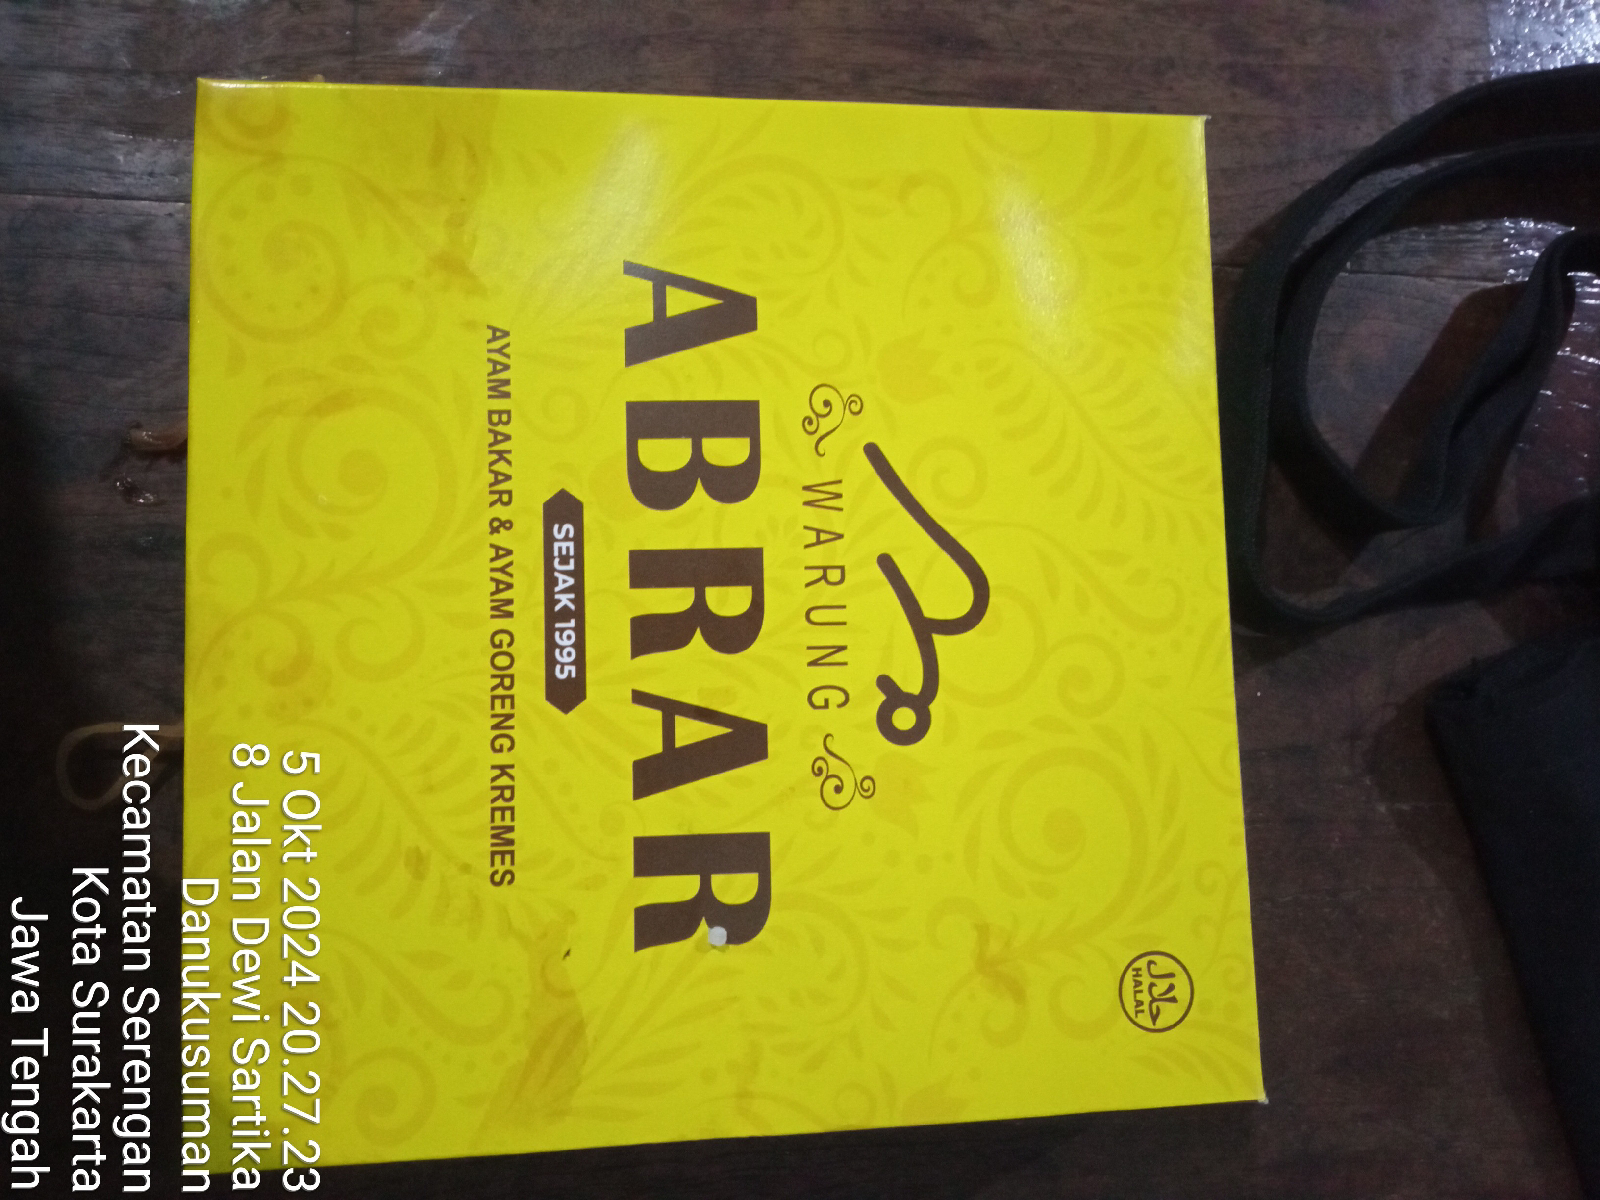 حلال
HALAL
WARUNG
ABRAR
SEJAK 1995
AYAM BAKAR & AYAM GORENG KREMES
5 Okt 2024 20.27.23
8 Jalan Dewi Sartika
Danukusuman
Kecamatan Serengan
Kota Surakarta
Jawa Tengah